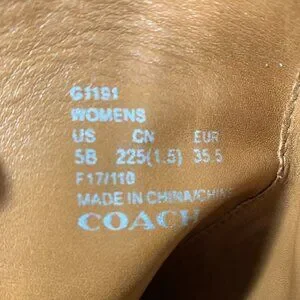 G1191
WOMENS
US CN EUR
5B 225(1.5) 35.5
F17/110
MADE IN CHINA/CHINE
COACH